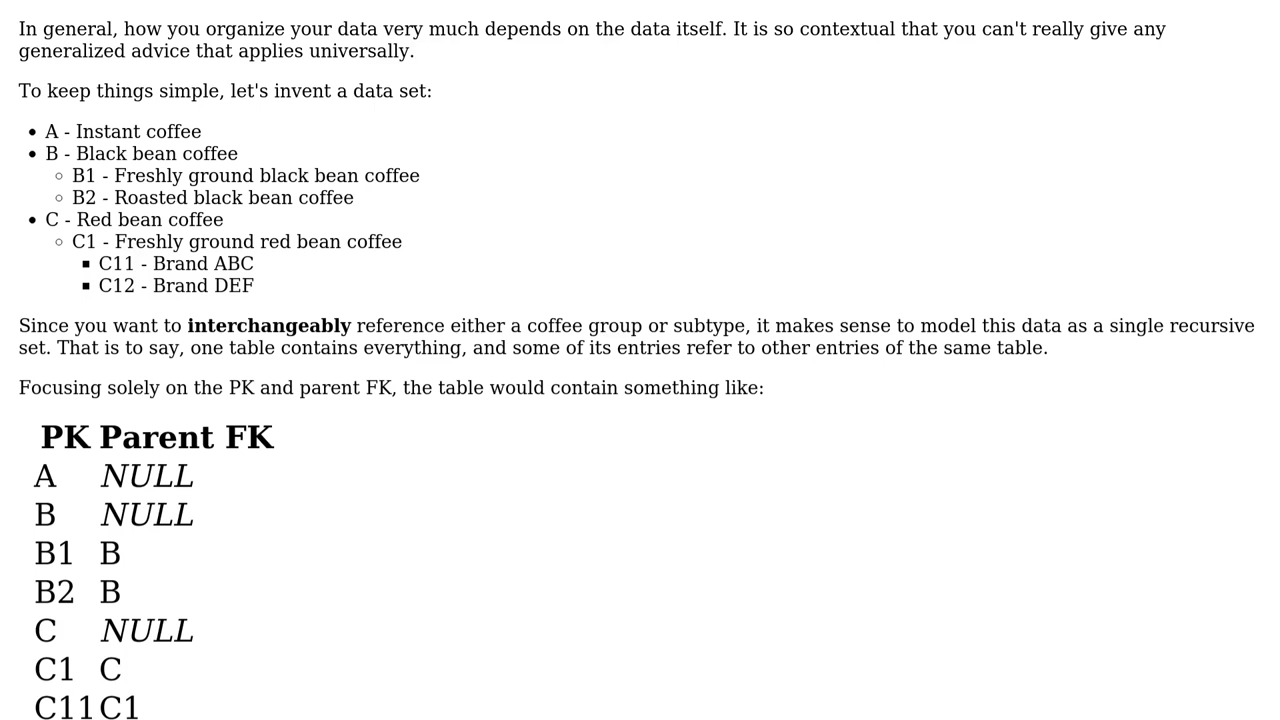 In general, how you organize your data very much depends on the data itself. It is so contextual that you can't really give any
generalized advice that applies universally.
To keep things simple, let's invent a data set:
• A - Instant coffee
• B - Black bean coffee
◦ B1 - Freshly ground black bean coffee
◦ B2 - Roasted black bean coffee
• C - Red bean coffee
◦ C1 - Freshly ground red bean coffee
▪ C11 - Brand ABC
▪ C12 - Brand DEF
Since you want to interchangeably reference either a coffee group or subtype, it makes sense to model this data as a single recursive
set. That is to say, one table contains everything, and some of its entries refer to other entries of the same table.
Focusing solely on the PK and parent FK, the table would contain something like:
PK Parent FK
A NULL
B NULL
B1 B
B2 B
C NULL
C1 C
C11 C1